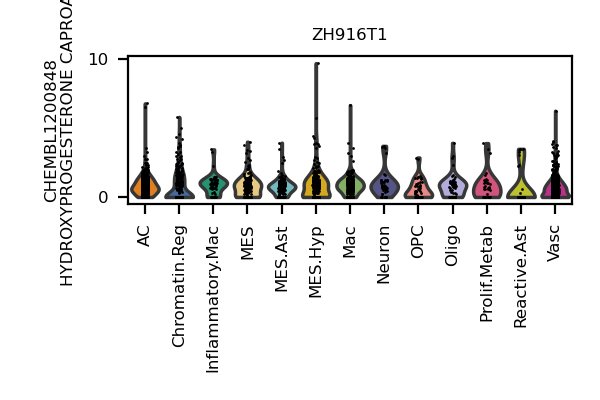 ZH916T1
CHEMBL1200848
HYDROXYPROGESTERONE CAPROA
10
0
AC
Chromatin.Reg
Inflammatory.Mac
MES
MES.Ast
MES.Hyp
Mac
Neuron
OPC
Oligo
Prolif.Metab
Reactive.Ast
Vasc